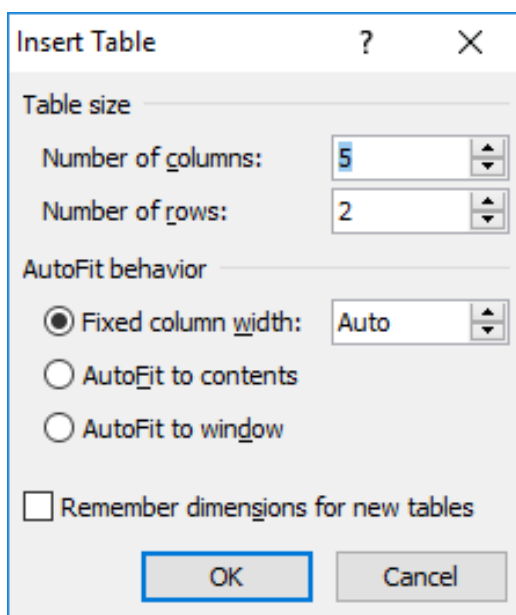 Insert Table ?
Table size
Number of columns: 5
Number of rows: 2
AutoFit behavior
Fixed column width: Auto
AutoFit to contents
AutoFit to window
Remember dimensions for new tables
OK Cancel